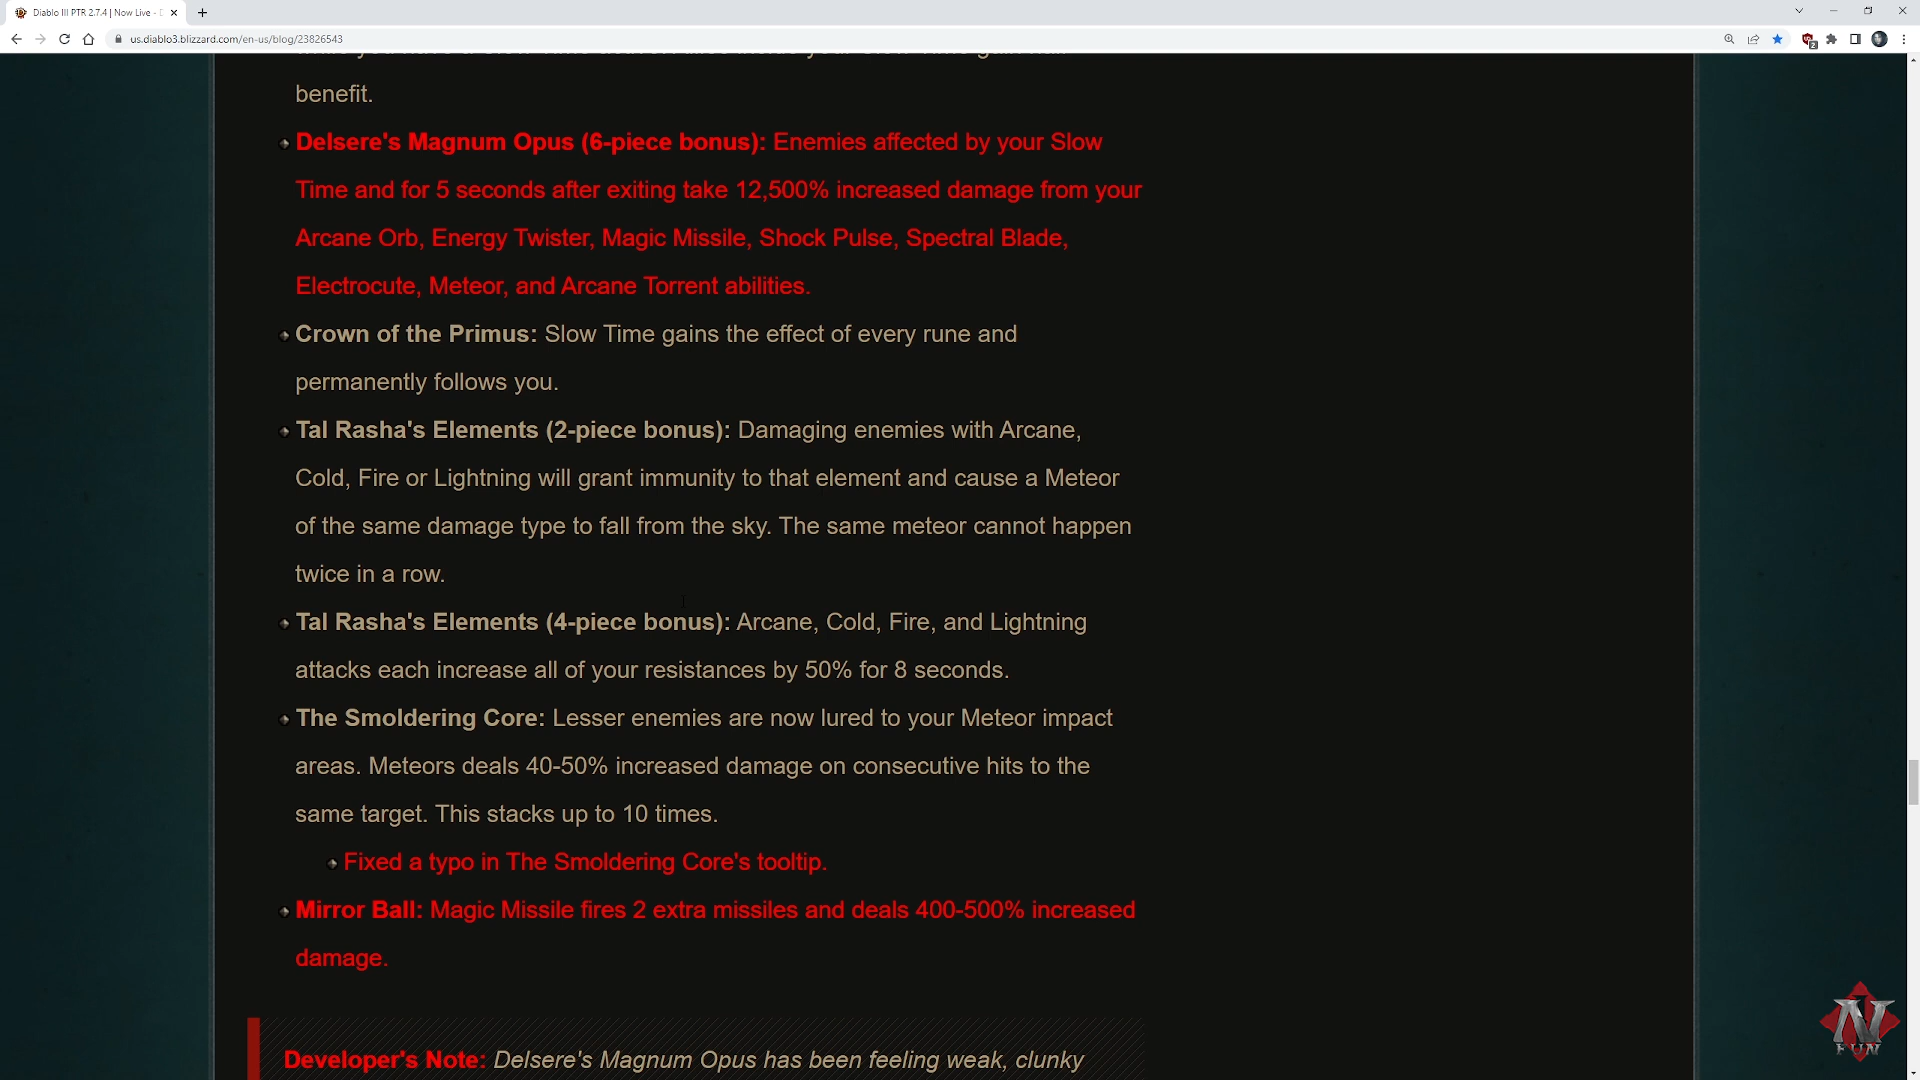 Diablo III PTR 2.7.4 | Now Live -
us.diablo3.blizzard.com/en-us/blog/23826543
2
benefit.
Delsere's Magnum Opus (6-piece bonus): Enemies affected by your Slow
Time and for 5 seconds after exiting take 12,500% increased damage from your
Arcane Orb, Energy Twister, Magic Missile, Shock Pulse, Spectral Blade,
Electrocute, Meteor, and Arcane Torrent abilities.
Crown of the Primus: Slow Time gains the effect of every rune and
permanently follows you.
Tal Rasha's Elements (2-piece bonus): Damaging enemies with Arcane,
Cold, Fire or Lightning will grant immunity to that element and cause a Meteor
of the same damage type to fall from the sky. The same meteor cannot happen
twice in a row.
Tal Rasha's Elements (4-piece bonus): Arcane, Cold, Fire, and Lightning
attacks each increase all of your resistances by 50% for 8 seconds.
The Smoldering Core: Lesser enemies are now lured to your Meteor impact
areas. Meteors deals 40-50% increased damage on consecutive hits to the
same target. This stacks up to 10 times.
Fixed a typo in The Smoldering Core's tooltip.
Mirror Ball: Magic Missile fires 2 extra missiles and deals 400-500% increased
damage.
N
FUN
Developer's Note: Delsere's Magnum Opus has been feeling weak, clunky